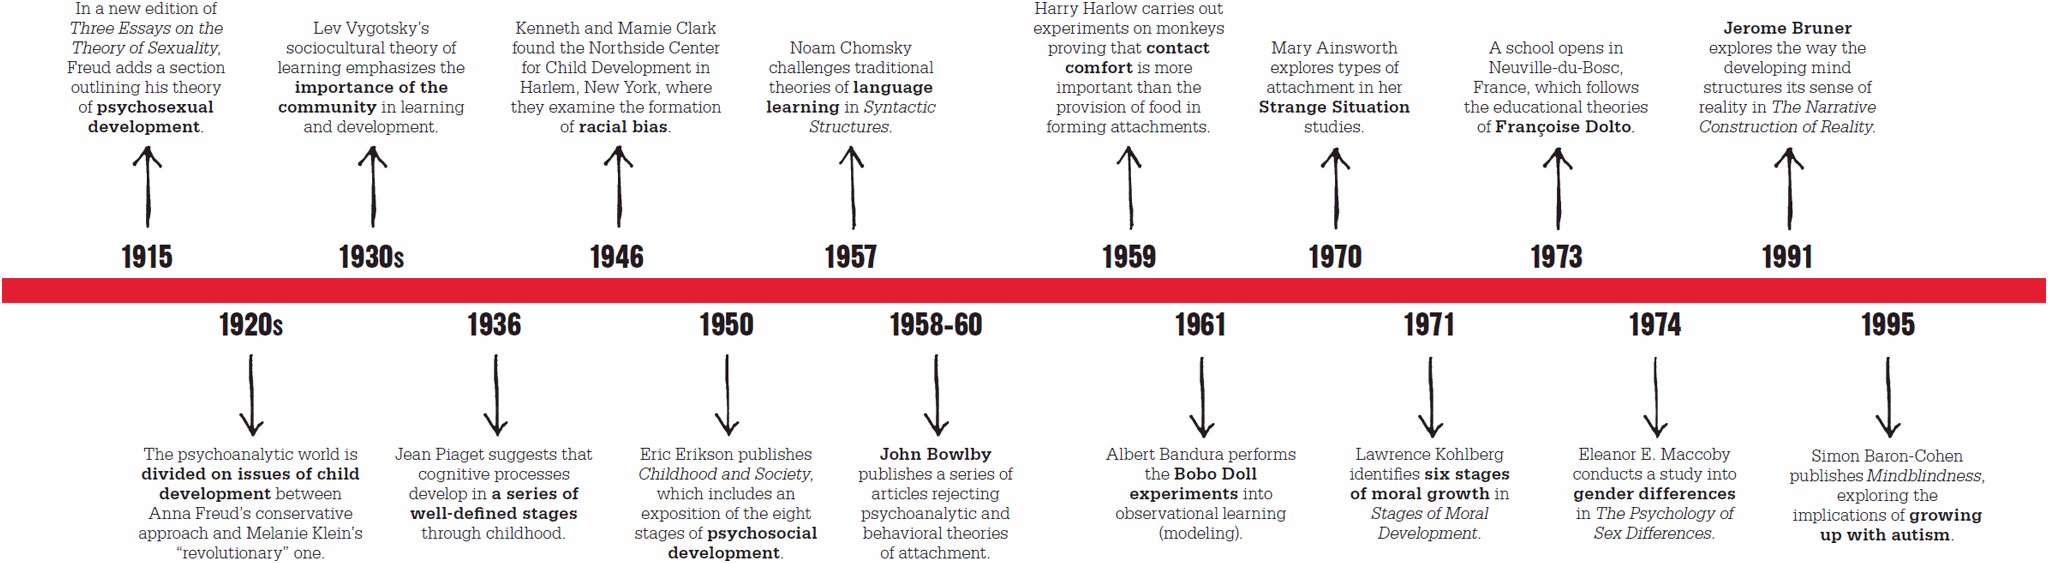 In a new edition of
Three Essays on the
Theory of Sexuality,
Freud adds a section
outlining his theory
of psychosexual
development.
Lev Vygotsky's
sociocultural theory of
learning emphasizes the
importance of the
community in learning
and development.
Kenneth and Mamie Clark
found the Northside Center
for Child Development in
Harlem, New York, where
they examine the formation
of racial bias.
Noam Chomsky
challenges traditional
theories of language
learning in Syntactic
Structures.
Harry Harlow carries out
experiments on monkeys
proving that contact
comfort is more
important than the
provision of food in
forming attachments.
Mary Ainsworth
explores types of
attachment in her
Strange Situation
studies.
A school opens in
Neuville-du-Bosc,
France, which follows
the educational theories
of Françoise Dolto.
Jerome Bruner
explores the way the
developing mind
structures its sense of
reality in The Narrative
Construction of Reality.
1915
1930s
1946
1957
1959
1970
1973
1991
1920s
1936
1950
1958-60
1961
1971
1974
1995
The psychoanalytic world is
divided on issues of child
development between
Anna Freud's conservative
approach and Melanie Klein's
"revolutionary" one.
Jean Piaget suggests that
cognitive processes
develop in a series of
well-defined stages
through childhood.
Eric Erikson publishes
Childhood and Society,
which includes an
exposition of the eight
stages of psychosocial
development.
John Bowlby
publishes a series of
articles rejecting
psychoanalytic and
behavioral theories
of attachment.
Albert Bandura performs
the Bobo Doll
experiments into
observational learning
(modeling).
Lawrence Kohlberg
identifies six stages
of moral growth in
Stages of Moral
Development.
Eleanor E. Maccoby
conducts a study into
gender differences
in The Psychology of
Sex Differences.
Simon Baron-Cohen
publishes Mindblindness,
exploring the
implications of growing
up with autism.